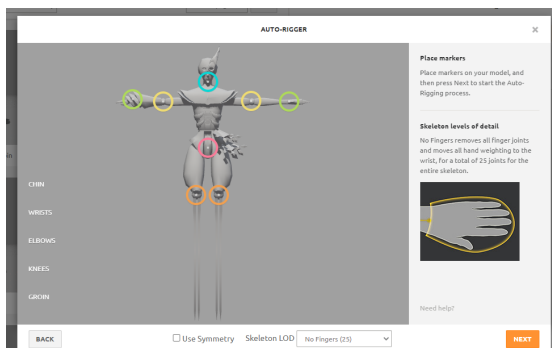 AUTO-RIGGER
×
Place markers
Place markers on your model, and
then press Next to start the Auto-
Rigging process.
Skeleton levels of detail
No Fingers removes all finger joints
and moves all hand weighting to the
wrist, for a total of 25 joints for the
entire skeleton.
CHIN
WRISTS
ELBOWS
KNEES
GROIN
Need help?
BACK
Use Symmetry
Skeleton LOD
No Fingers (25)
NEXT